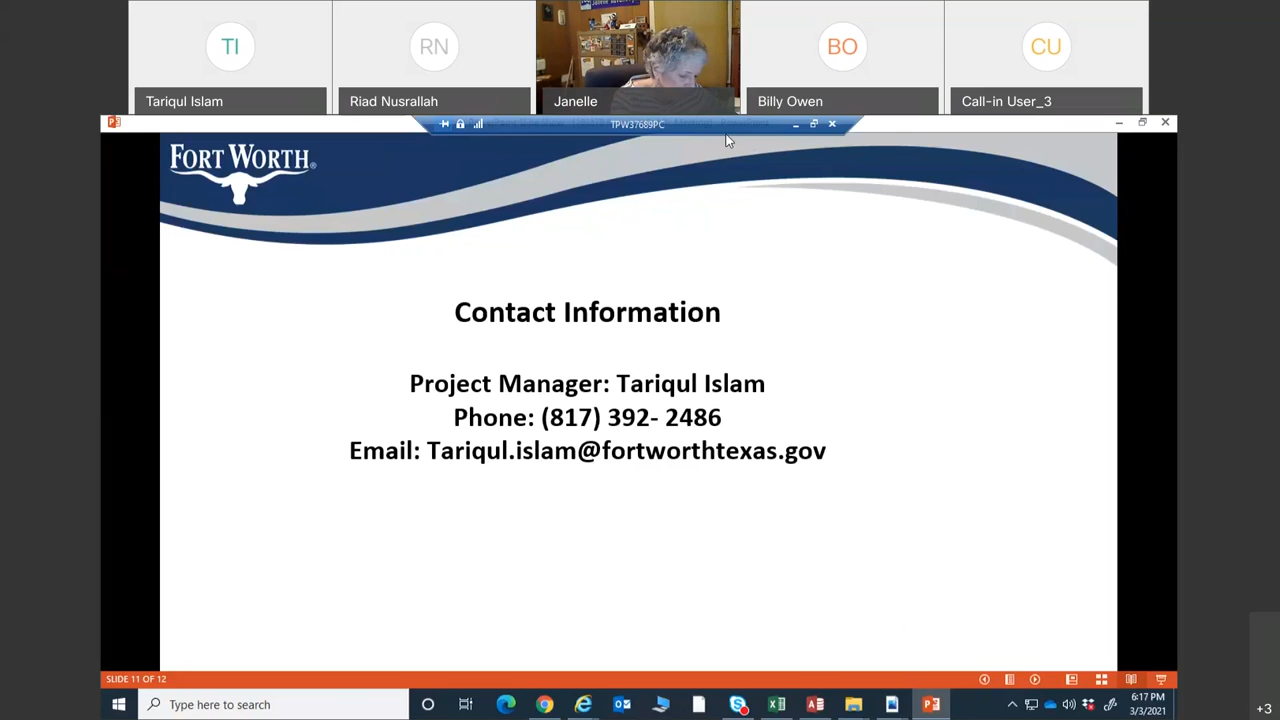 TI
RN
BO
CU
Tariqul Islam
Riad Nusrallah
Janelle
Billy Owen
Call-in User_3
TPW37689PC
FORT WORTH®
Contact Information
Project Manager: Tariqul Islam
Phone: (817) 392- 2486
Email: Tariqul.islam@fortworthtexas.gov
SLIDE 11 OF 12
Type here to search
6:17 PM
3/3/2021
+3